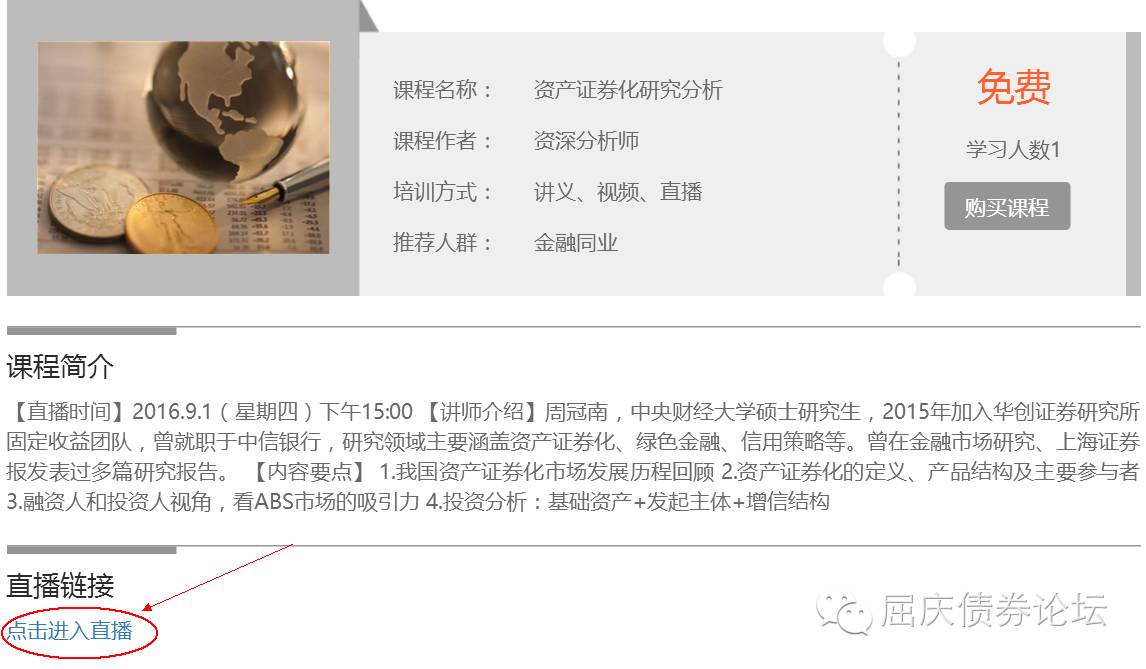 课程名称： 资产证券化研究分析
免费
课程作者： 资深分析师
学习人数1
培训方式： 讲义、视频、直播
购买课程
推荐人群： 金融同业
课程简介
【直播时间】2016.9.1（星期四）下午15:00 【讲师介绍】周冠南，中央财经大学硕士研究生，2015年加入华创证券研究所
固定收益团队，曾就职于中信银行，研究领域主要涵盖资产证券化、绿色金融、信用策略等。曾在金融市场研究、上海证券
报发表过多篇研究报告。 【内容要点】 1.我国资产证券化市场发展历程回顾 2.资产证券化的定义、产品结构及主要参与者
3.融资人和投资人视角，看ABS市场的吸引力 4.投资分析：基础资产+发起主体+增信结构
直播链接
点击进入直播
屈庆债券论坛